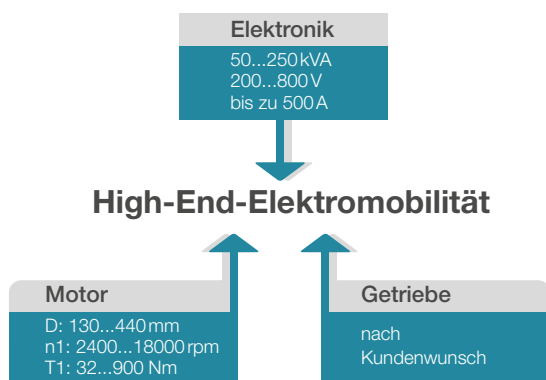 Elektronik
50...250 kVA
200...800 V
bis zu 500 A
High-End-Elektromobilität
Motor
D: 130...440 mm
n1: 2400...18000 rpm
T1: 32...900 Nm
Getriebe
nach
Kundenwunsch